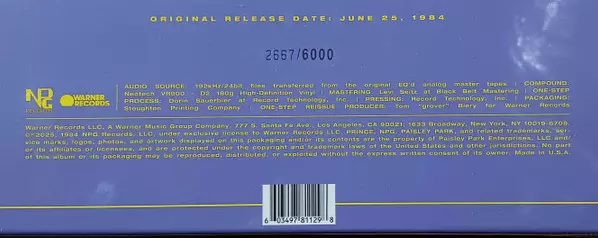 ORIGINAL RELEASE DATE: JUNE 25, 1984
2667/6000
NPG
RECORDS
WARNER RECORDS
AUDIO SOURCE: 192kHz/24bit files transferred from the original EQ'd analog master tapes | COMPOUND:
Neotech VR900 - D2 180g High-Definition Vinyl | MASTERING: Levi Seitz at Black Belt Mastering | ONE-STEP
PROCESS: Dorin Sauerbier at Record Technology, Inc. | PRESSING: Record Technology, Inc. | PACKAGING:
Stoughton Printing Company | ONE-STEP REISSUE PRODUCER: Tom "grover" Biery for Warner Records
Warner Records LLC, A Warner Music Group Company, 777 S. Santa Fe Ave., Los Angeles, CA 90021, 1633 Broadway, New York, NY 10019-6708.
©2025, 1984 NPG Records, LLC, under exclusive license to Warner Records LLC. PRINCE, NPG, PAISLEY PARK, and related trademarks, ser-
vice marks, logos, photos, and artwork displayed on this packaging and/or its contents are the property of Paisley Park Enterprises, LLC and/
or its affiliates or licensees, and are protected under the copyright and trademark laws of the United States and other jurisdictions. No part
of this album or its packaging may be reproduced, distributed, or exploited without the express written consent of its owner. Made in U.S.A.
6 03497 81129 8